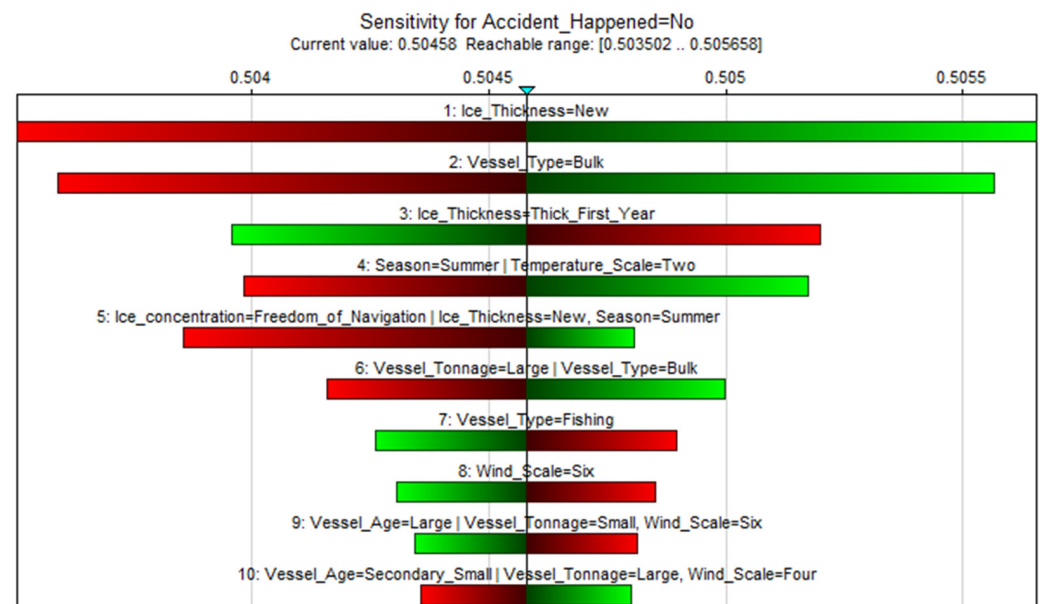 Sensitivity for Accident_Happened=No
Current value: 0.50458 Reachable range: [0.503502 .. 0.505658]
0.504 0.5045 0.505 0.5055
1: Ice_Thickness=New
2: Vessel_Type=Bulk
3: Ice_Thickness=Thick_First_Year
4: Season=Summer | Temperature_Scale=Two
5: Ice_concentration=Freedom_of_Navigation | Ice_Thickness=New, Season=Summer
6: Vessel_Tonnage=Large | Vessel_Type=Bulk
7: Vessel_Type=Fishing
8: Wind_Scale=Six
9: Vessel_Age=Large | Vessel_Tonnage=Small, Wind_Scale=Six
10: Vessel_Age=Secondary_Small | Vessel_Tonnage=Large, Wind_Scale=Four